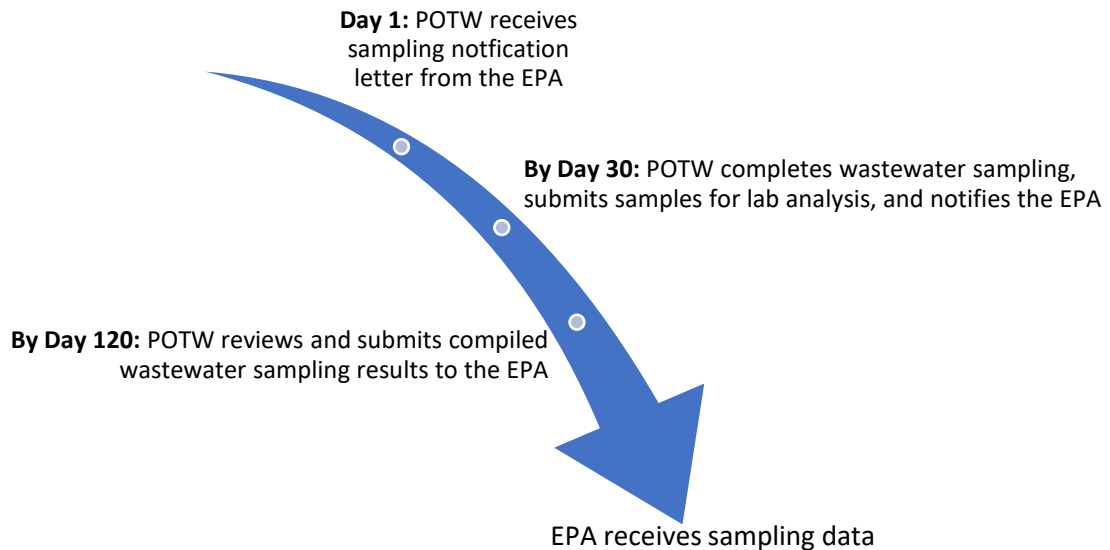 Day 1: POTW receives
sampling notfication
letter from the EPA
By Day 30: POTW completes wastewater sampling,
submits samples for lab analysis, and notifies the EPA
By Day 120: POTW reviews and submits compiled
wastewater sampling results to the EPA
EPA receives sampling data